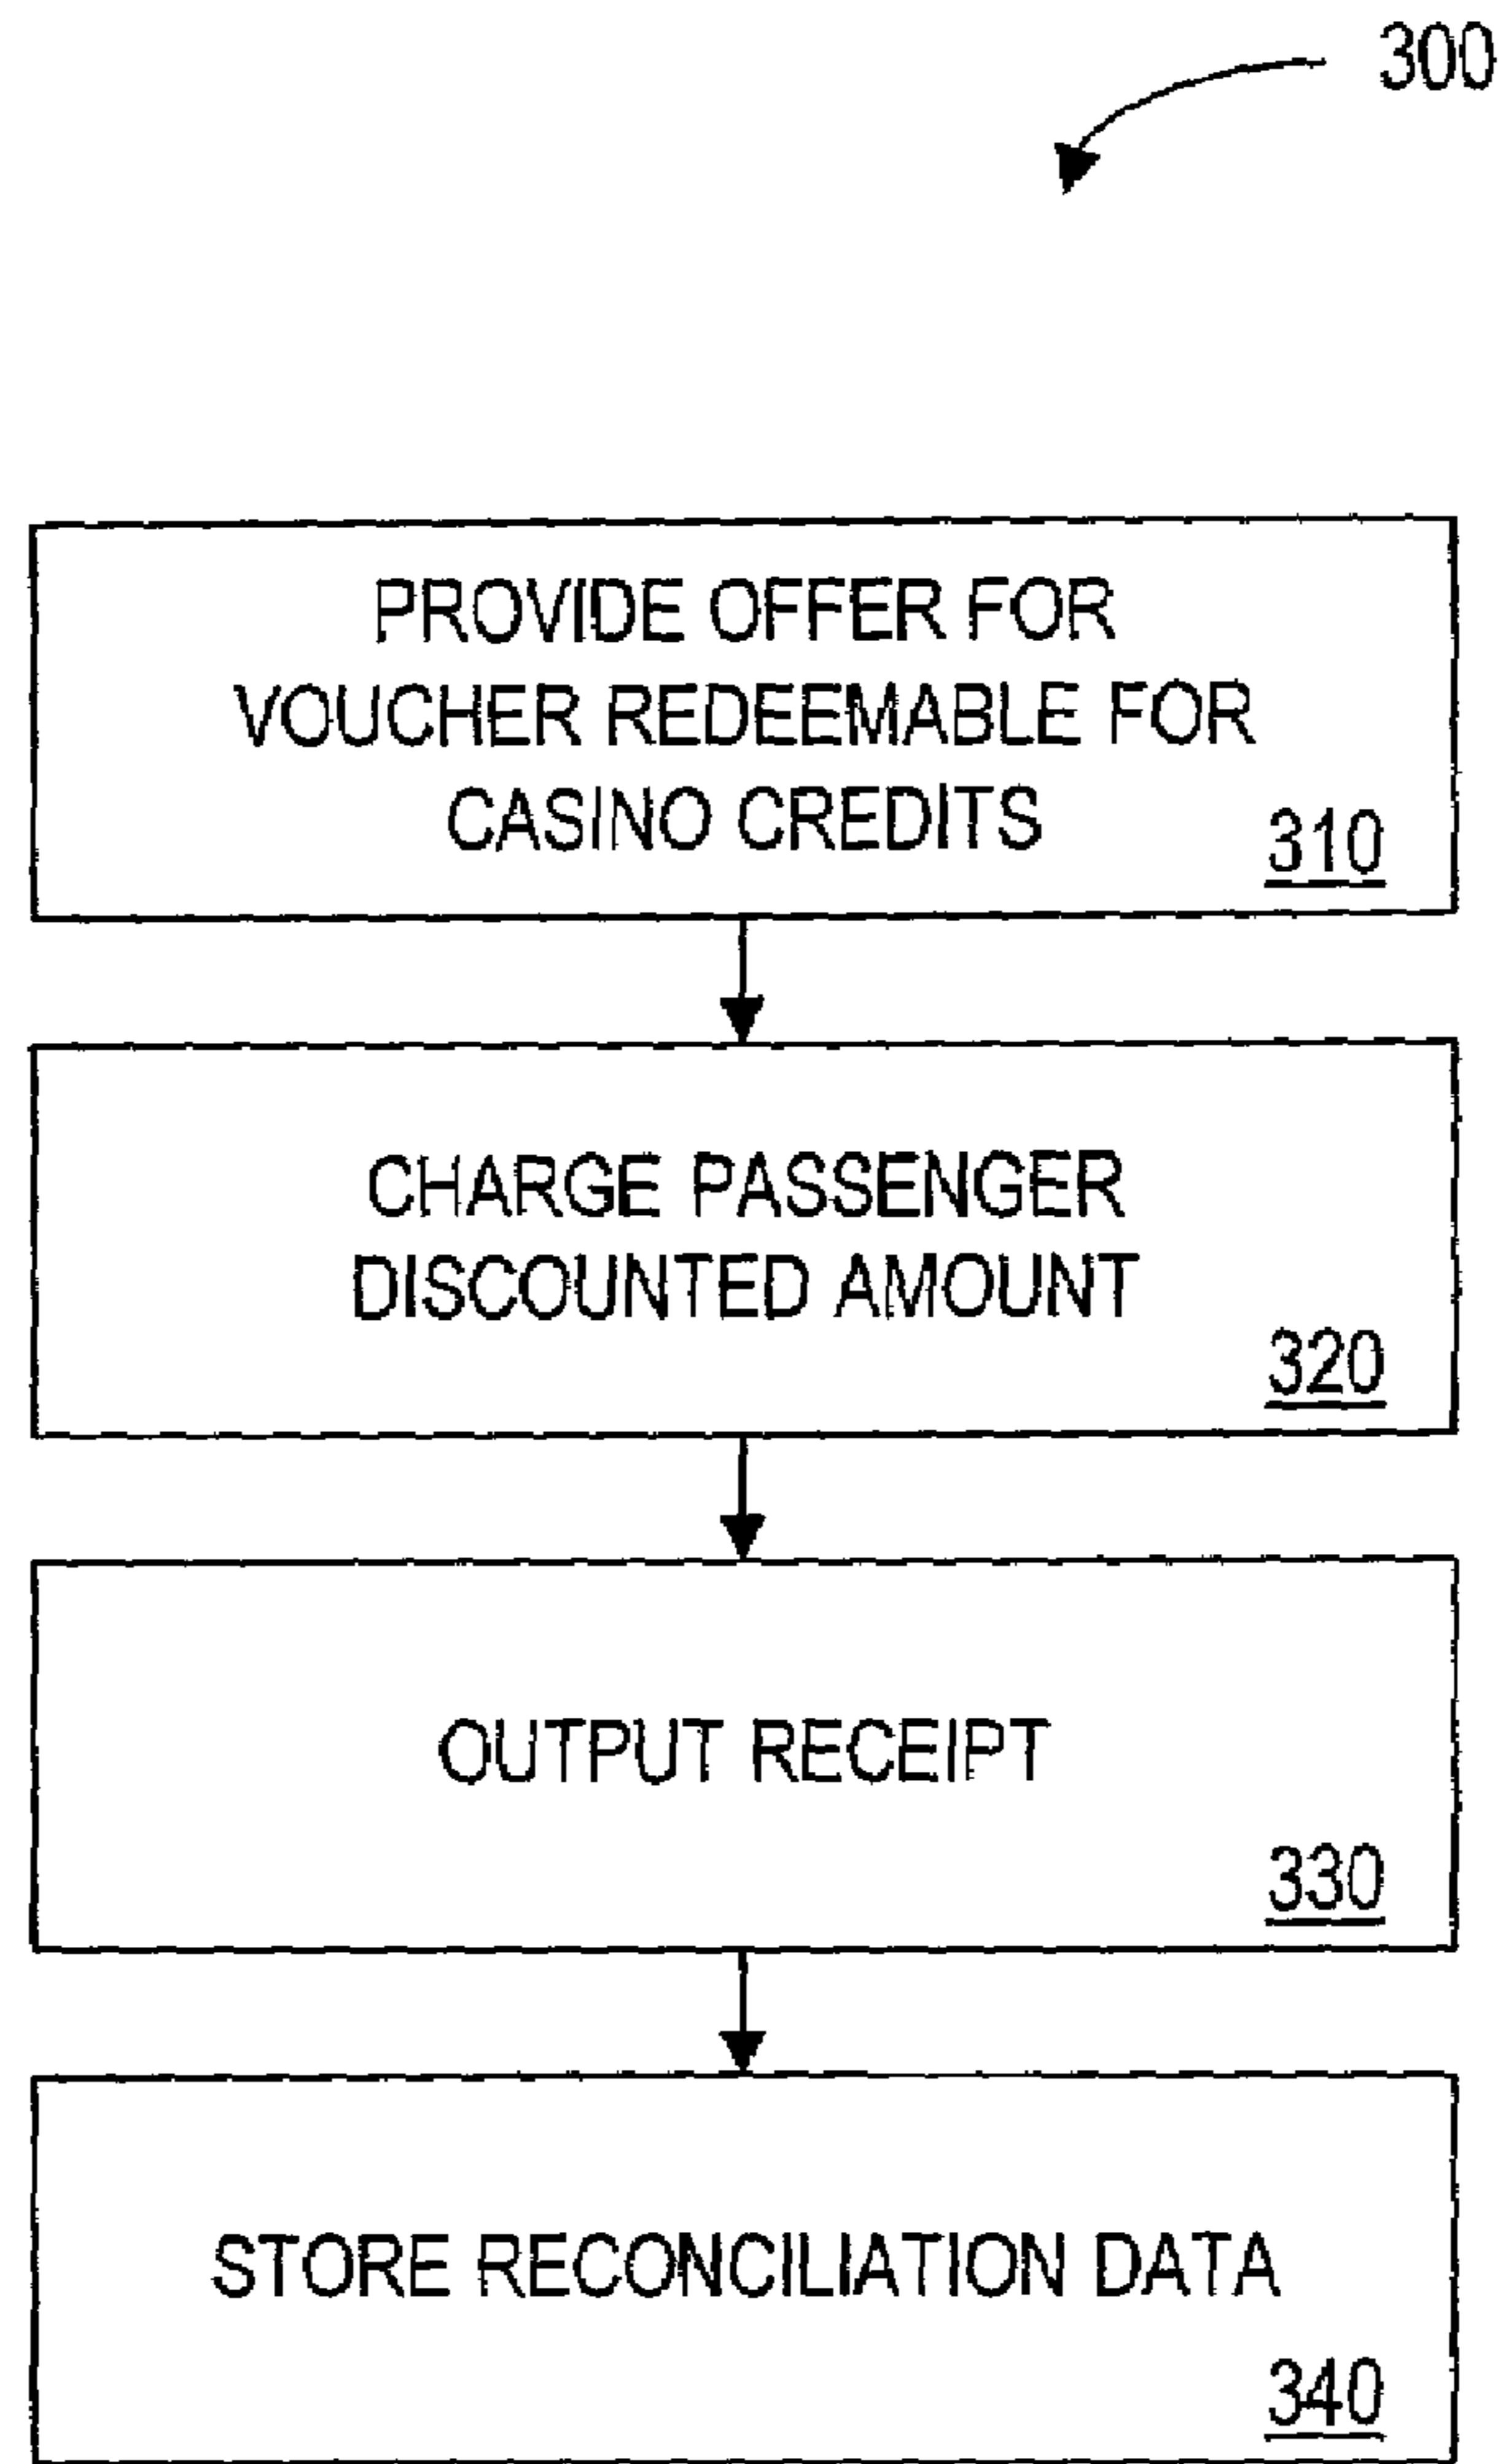 300
PROVIDE OFFER FOR
VOUCHER REDEEMABLE FOR
CASINO CREDITS
310
CHARGE PASSENGER
DISCOUNTED AMOUNT
320
OUTPUT RECEIPT
330
STORE RECONCILIATION DATA
340